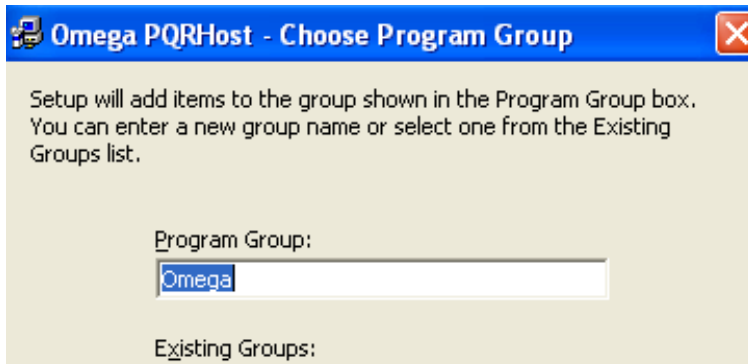 Omega PQRHost - Choose Program Group
Setup will add items to the group shown in the Program Group box.
You can enter a new group name or select one from the Existing
Groups list.
Program Group:
Omega
Existing Groups: